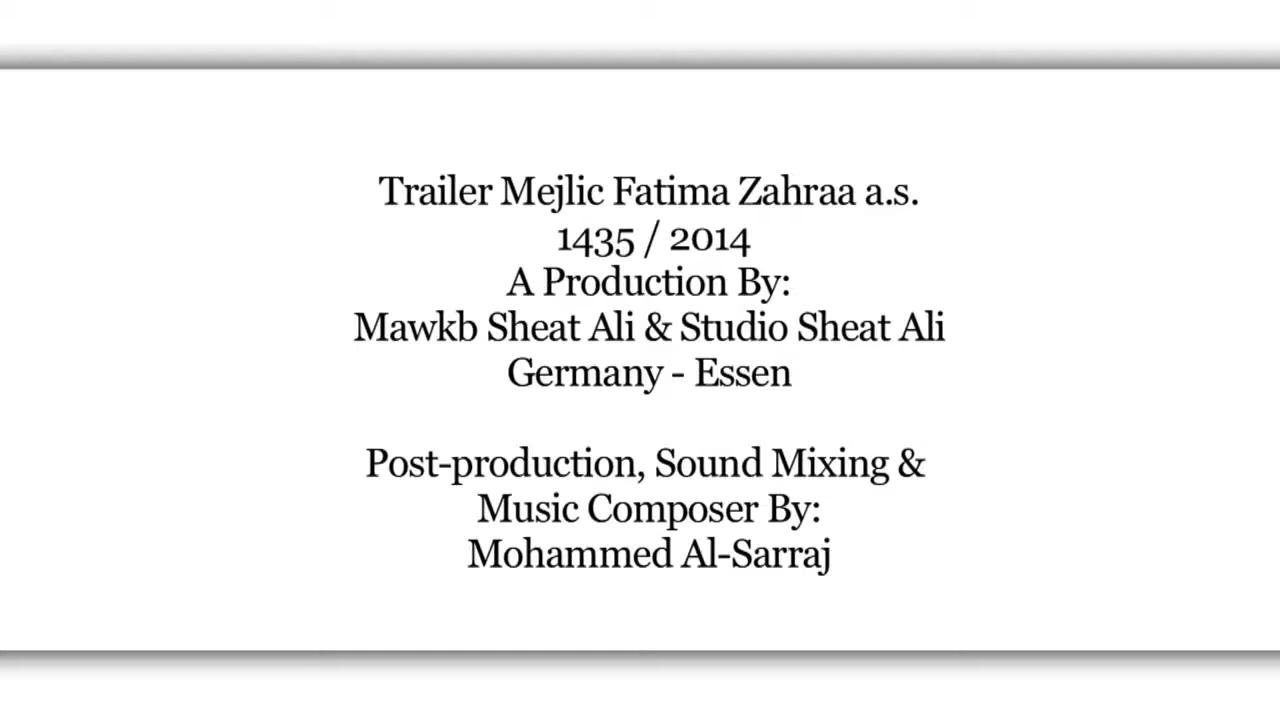 Trailer Mejlic Fatima Zahraa a.s.
1435 / 2014
A Production By:
Mawkb Sheat Ali & Studio Sheat Ali
Germany - Essen
Post-production, Sound Mixing &
Music Composer By:
Mohammed Al-Sarraj